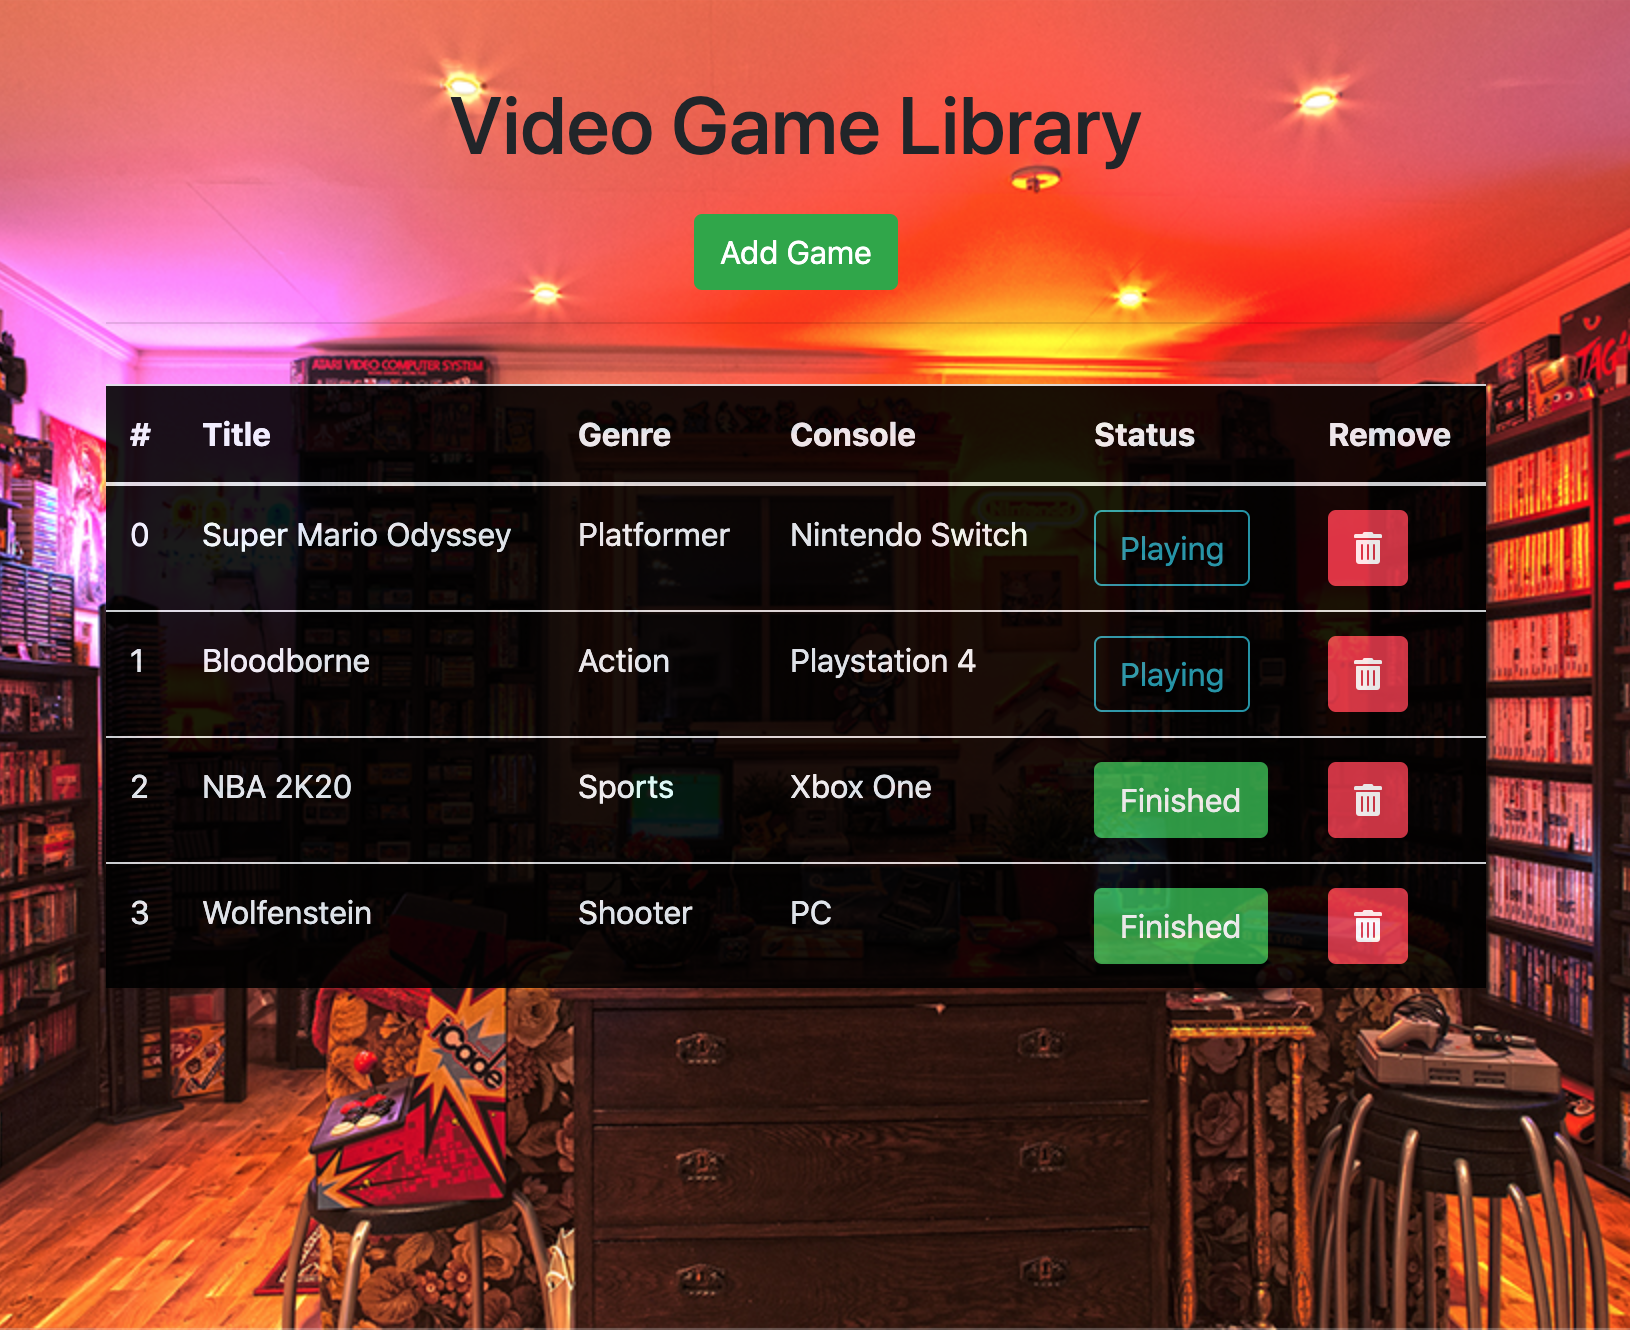 Video Game Library
Add Game
ATARI VIDEO COMPUTER SYSTEM
# Title Genre Console Status Remove
Nintendo
0 Super Mario Odyssey Platformer Nintendo Switch Playing
1 Bloodborne Action Playstation 4 Playing
2 NBA 2K20 Sports Xbox One Finished
3 Wolfenstein Shooter PC Finished
iCade